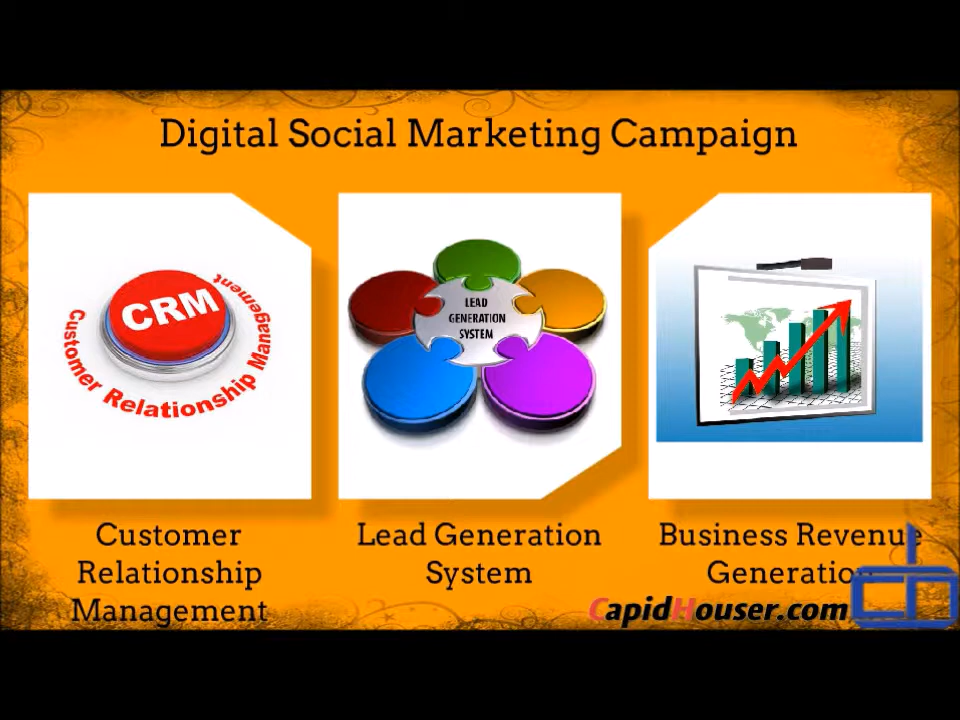 Digital Social Marketing Campaign
CRM
Customer Relationship Management
LEAD
GENERATION
SYSTEM
Customer
Relationship
Management
Lead Generation
System
Business Revenue
Generation
CapidHouser.com